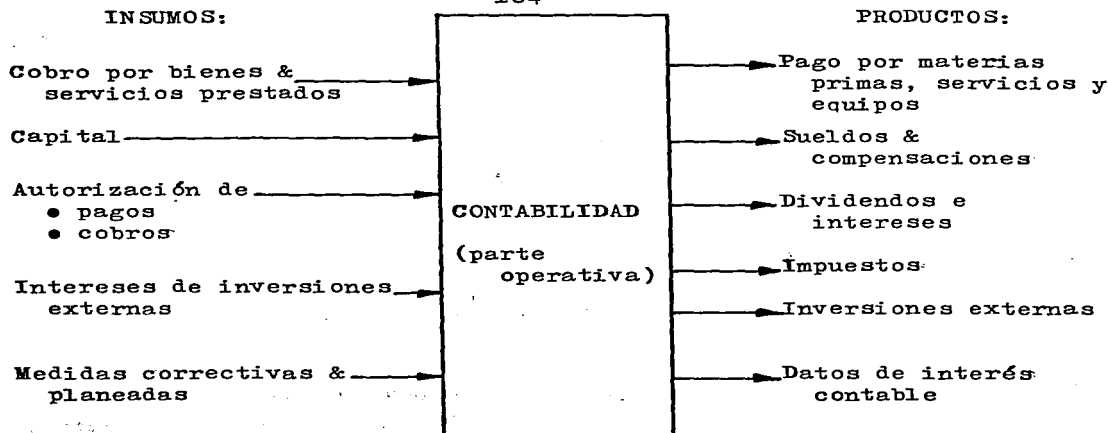 INSUMOS:
PRODUCTOS:
Cobro por bienes &
servicios prestados
Capital
Autorización de
● pagos
● cobros
Intereses de inversiones
externas
Medidas correctivas &
planeadas
CONTABILIDAD
(parte
operativa)
Pago por materias
primas, servicios y
equipos
Sueldos &
compensaciones
Dividendos e
intereses
Impuestos
Inversiones externas
Datos de interés
contable